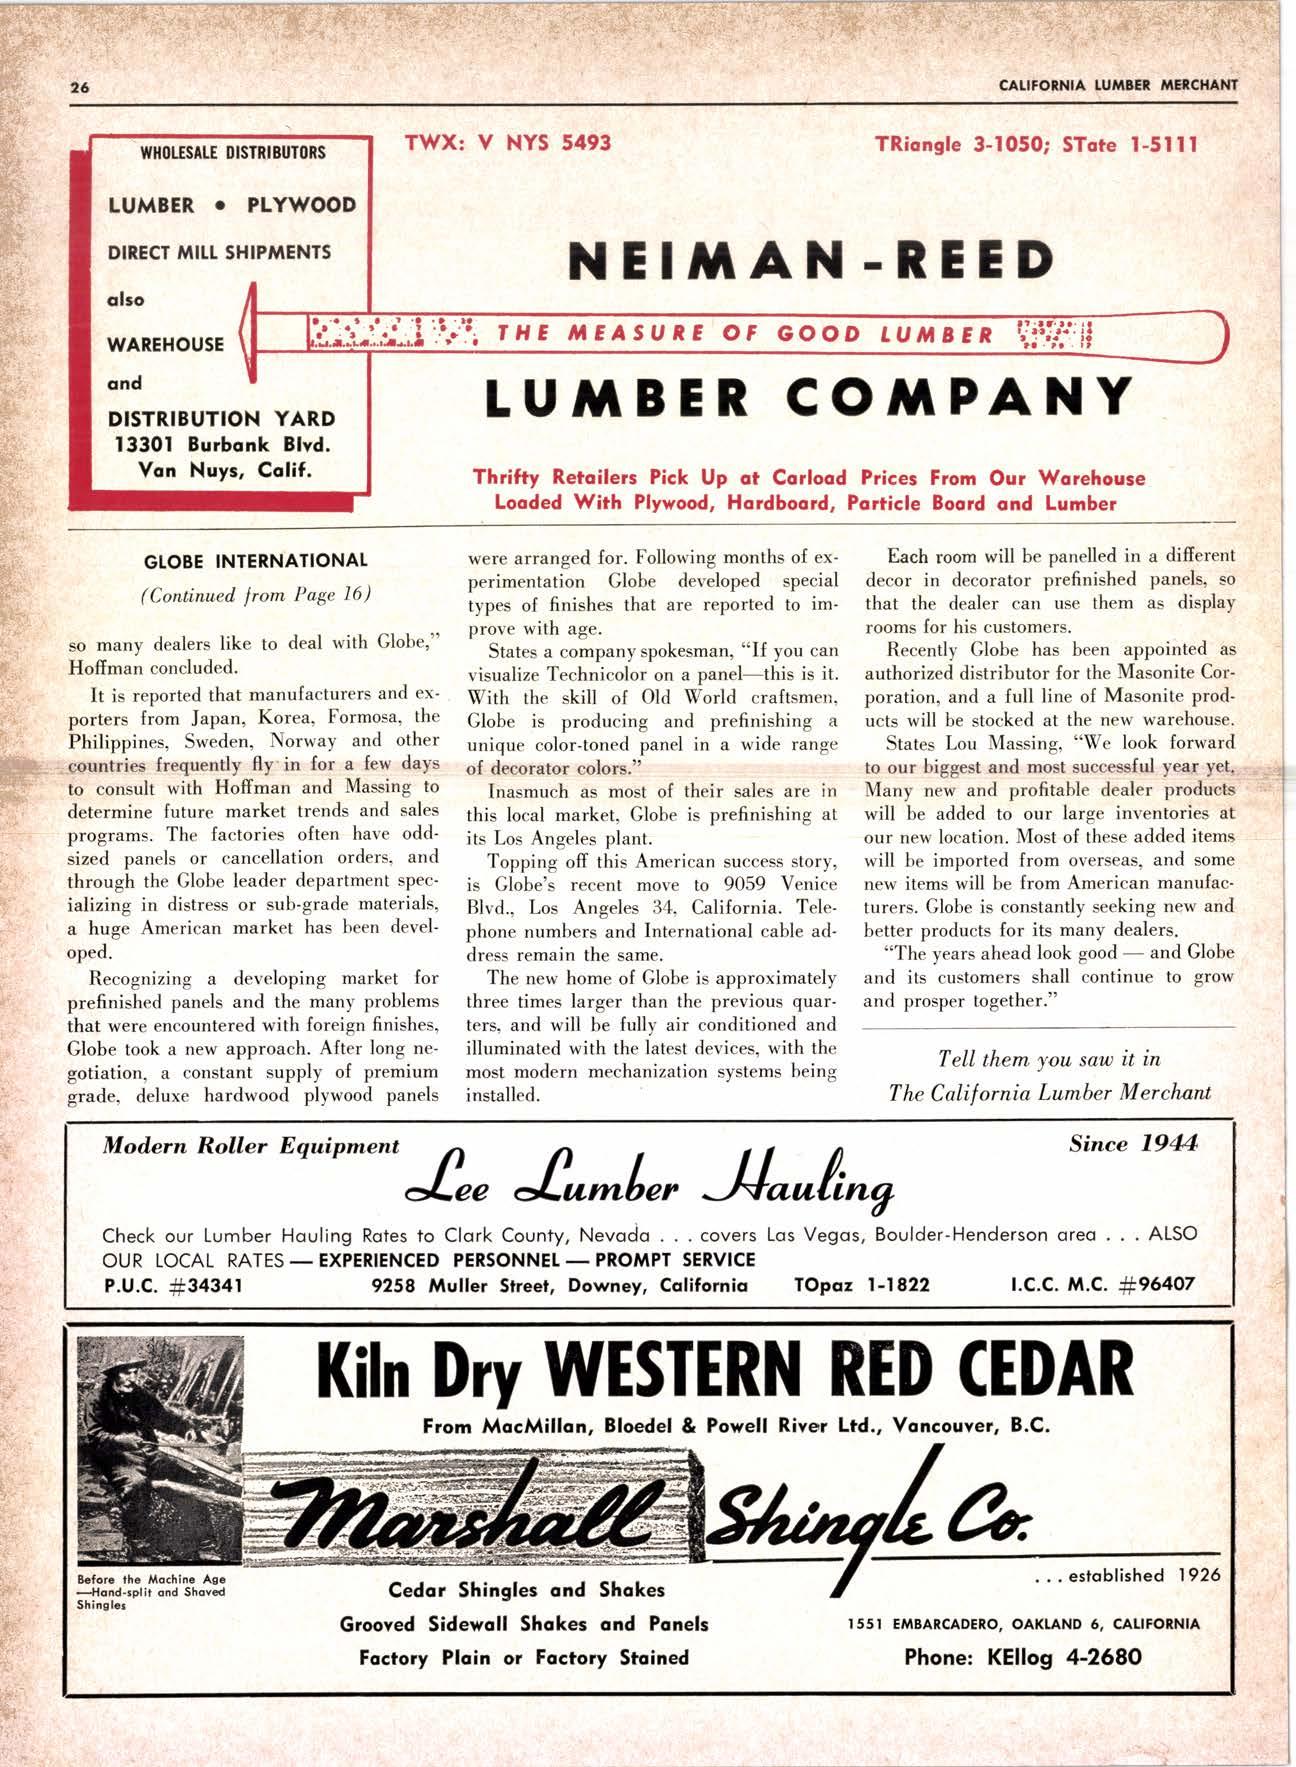 26
CALIFORNIA LUMBER MERCHANT
WHOLESALE DISTRIBUTORS
LUMBER • PLYWOOD
DIRECT MILL SHIPMENTS
also
WAREHOUSE
and
DISTRIBUTION YARD
13301 Burbank Blvd.
Van Nuys, Calif.
TWX: V NYS 5493
TRiangle 3-1050; STate 1-5111
NEIMAN-REED
THE MEASURE OF GOOD LUMBER
LUMBER COMPANY
Thrifty Retailers Pick Up at Carload Prices From Our Warehouse
Loaded With Plywood, Hardboard, Particle Board and Lumber
GLOBE INTERNATIONAL
(Continued from Page 16)
so many dealers like to deal with Globe,”
Hoffman concluded.
It is reported that manufacturers and ex-
porters from Japan, Korea, Formosa, the
Philippines, Sweden, Norway and other
countries frequently fly in for a few days
to consult with Hoffman and Massing to
determine future market trends and sales
programs. The factories often have odd-
sized panels or cancellation orders, and
through the Globe leader department spec-
ializing in distress or sub-grade materials,
a huge American market has been devel-
oped.
Recognizing a developing market for
prefinished panels and the many problems
that were encountered with foreign finishes,
Globe took a new approach. After long ne-
gotiation, a constant supply of premium
grade, deluxe hardwood plywood panels
were arranged for. Following months of ex-
perimentation Globe developed special
types of finishes that are reported to im-
prove with age.
States a company spokesman, “If you can
visualize Technicolor on a panel—this is it.
With the skill of Old World craftsmen,
Globe is producing and prefinishing a
unique color-toned panel in a wide range
of decorator colors.”
Inasmuch as most of their sales are in
this local market, Globe is prefinishing at
its Los Angeles plant.
Topping off this American success story,
is Globe’s recent move to 9059 Venice
Blvd., Los Angeles 34, California. Tele-
phone numbers and International cable ad-
dress remain the same.
The new home of Globe is approximately
three times larger than the previous quar-
ters, and will be fully air conditioned and
illuminated with the latest devices, with the
most modern mechanization systems being
installed.
Each room will be panelled in a different
decor in decorator prefinished panels, so
that the dealer can use them as display
rooms for his customers.
Recently Globe has been appointed as
authorized distributor for the Masonite Cor-
poration, and a full line of Masonite prod-
ucts will be stocked at the new warehouse.
States Lou Massing, “We look forward
to our biggest and most successful year yet.
Many new and profitable dealer products
will be added to our large inventories at
our new location. Most of these added items
will be imported from overseas, and some
new items will be from American manufac-
turers. Globe is constantly seeking new and
better products for its many dealers.
“The years ahead look good — and Globe
and its customers shall continue to grow
and prosper together.”
Tell them you saw it in
The California Lumber Merchant
Modern Roller Equipment
Since 1944
Lee Lumber Hauling
Check our Lumber Hauling Rates to Clark County, Nevada . . . covers Las Vegas, Boulder-Henderson area . . . ALSO
OUR LOCAL RATES — EXPERIENCED PERSONNEL — PROMPT SERVICE
P.U.C. #34341 9258 Muller Street, Downey, California TOpaz 1-1822 I.C.C. M.C. #96407
Kiln Dry WESTERN RED CEDAR
From MacMillan, Bloedel & Powell River Ltd., Vancouver, B.C.
Marshall Shingle Co.
. . . established 1926
Before the Machine Age
—Hand-split and Shaved
Shingles
Cedar Shingles and Shakes
Grooved Sidewall Shakes and Panels
Factory Plain or Factory Stained
1551 EMBARCADERO, OAKLAND 6, CALIFORNIA
Phone: KEllog 4-2680